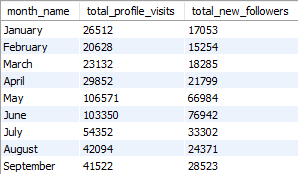 month_name total_profile_visits total_new_followers
January 26512 17053
February 20628 15254
March 23132 18285
April 29852 21799
May 106571 66984
June 103350 76942
July 54352 33302
August 42094 24371
September 41522 28523